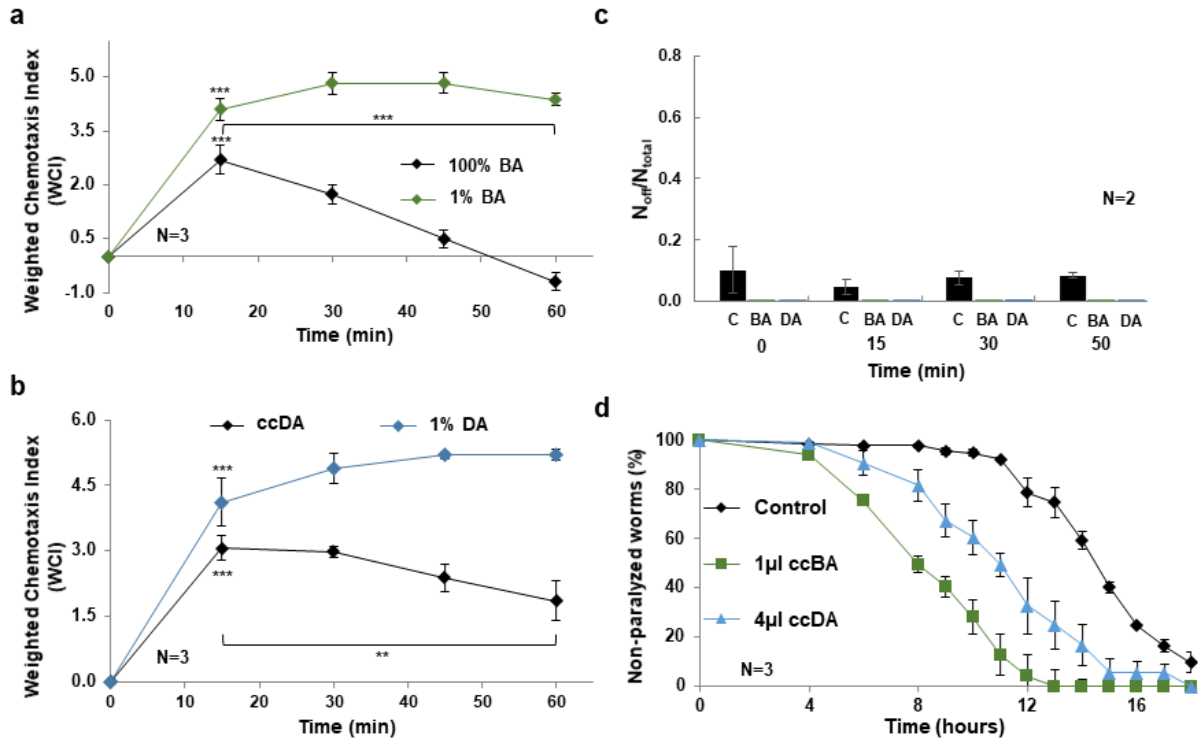 a
Weighted Chemotaxis Index
(WCI)
5.0
3.5
2.0
0.5
-1.0
***
***
***
100% BA
1% BA
N=3
0 10 20 30 40 50 60
Time (min)
b
Weighted Chemotaxis Index
(WCI)
6.0
4.5
3.0
1.5
0.0
ccDA 1% DA
***
***
**
N=3
0 10 20 30 40 50 60
Time (min)
c
Noff/Ntotal
0.8
0.6
0.4
0.2
0.0
N=2
C BA DA C BA DA C BA DA C BA DA
0 15 30 50
Time (min)
d
Non-paralyzed worms (%)
100
80
60
40
20
0
Control
1µl ccBA
4µl ccDA
N=3
0 4 8 12 16
Time (hours)